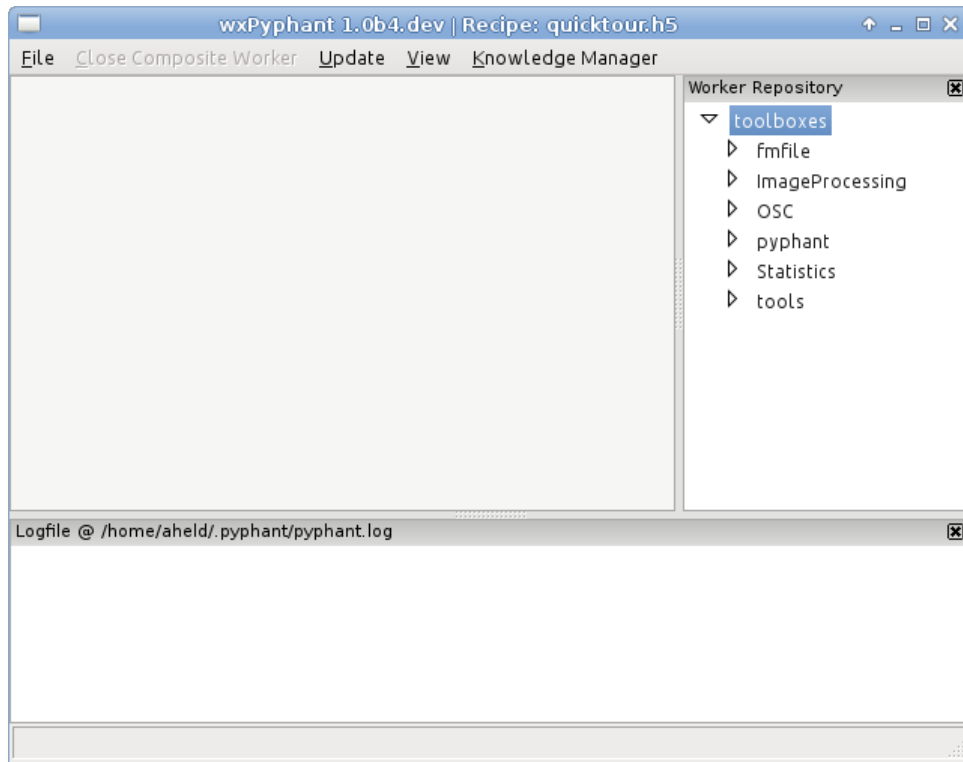 wxPyphant 1.0b4.dev | Recipe: quicktour.h5
File Close Composite Worker Update View Knowledge Manager
Worker Repository
toolboxes
fmfile
ImageProcessing
OSC
pyphant
Statistics
tools
Logfile @ /home/aheld/.pyphant/pyphant.log